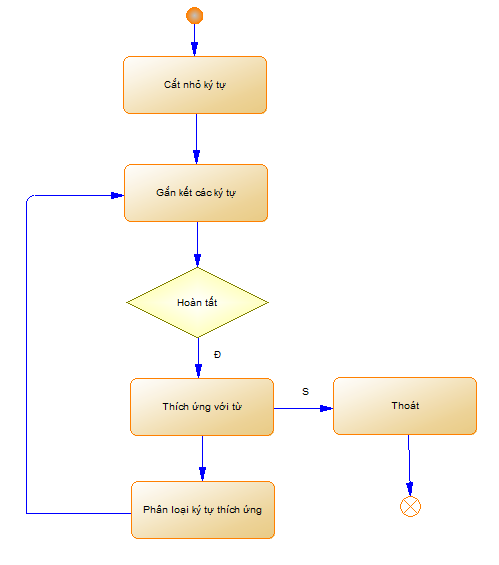 Cắt nhỏ ký tự
Gắn kết các ký tự
Hoàn tất
Đ
Thích ứng với từ
S
Thoát
Phân loại ký tự thích ứng